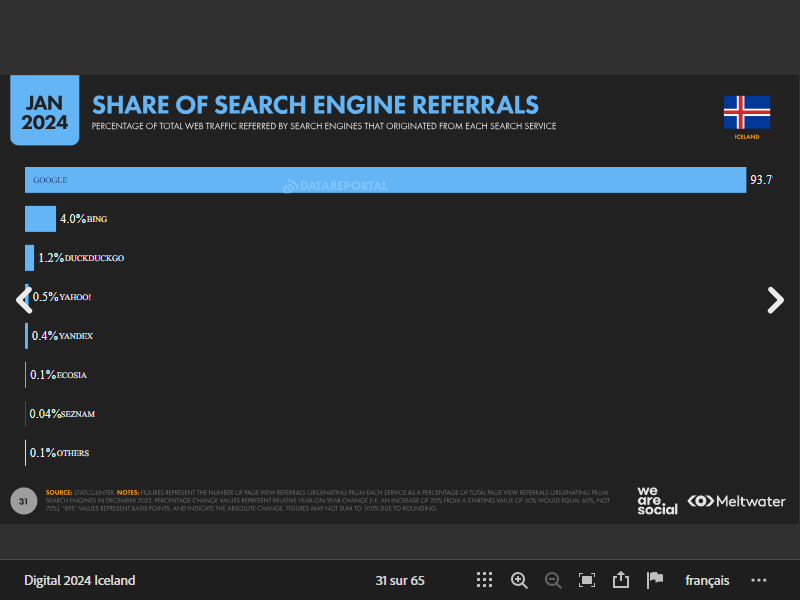 JAN
2024
SHARE OF SEARCH ENGINE REFERRALS
PERCENTAGE OF TOTAL WEB TRAFFIC REFERRED BY SEARCH ENGINES THAT ORIGINATED FROM EACH SEARCH SERVICE
ICELAND
GOOGLE
DATAREPORTAL
93.7
4.0% BING
1.2% DUCKDUCKGO
0.5% YAHOO!
0.4% YANDEX
0.1% ECOSIA
0.04% SEZNAM
0.1% OTHERS
31
SOURCE: STATCOUNTER. NOTES: FIGURES REPRESENT THE NUMBER OF PAGE VIEW REFERRALS ORIGINATING FROM EACH SERVICE AS A PERCENTAGE OF TOTAL PAGE VIEW REFERRALS ORIGINATING FROM
SEARCH ENGINES IN DECEMBER 2023. PERCENTAGE CHANGE VALUES REPRESENT RELATIVE YEAR-ON-YEAR CHANGE (I.E. AN INCREASE OF 20% FROM A STARTING VALUE OF 50% WOULD EQUAL 60%, NOT
70%). "BPS" VALUES REPRESENT BASIS POINTS, AND INDICATE THE ABSOLUTE CHANGE. FIGURES MAY NOT SUM TO 100% DUE TO ROUNDING.
we
are
social
Meltwater
Digital 2024 Iceland
31 sur 65
français